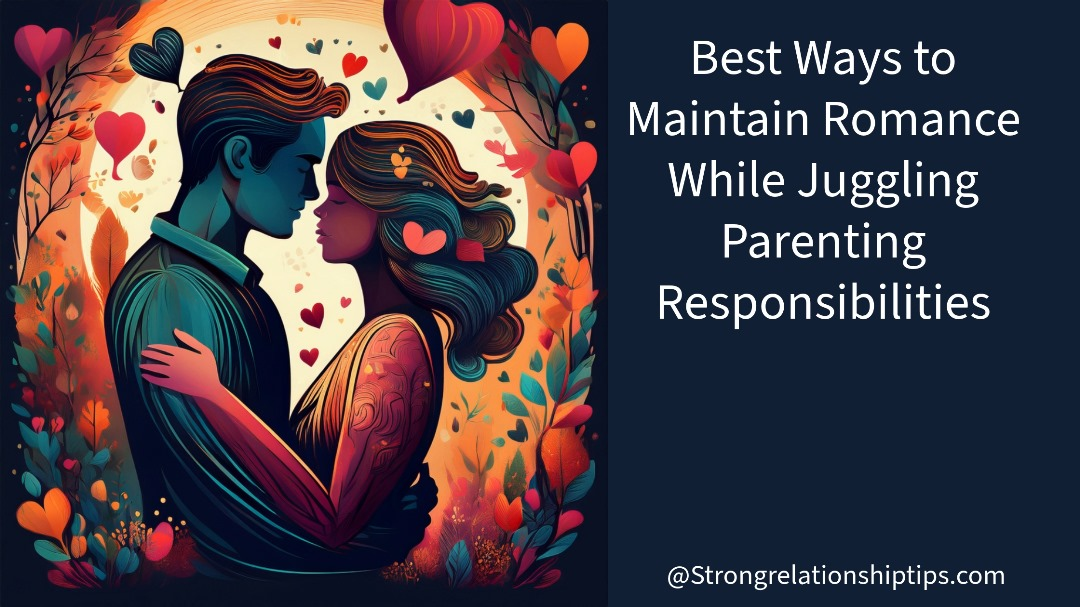 Best Ways to
Maintain Romance
While Juggling
Parenting
Responsibilities
@Strongrelationshiptips.com